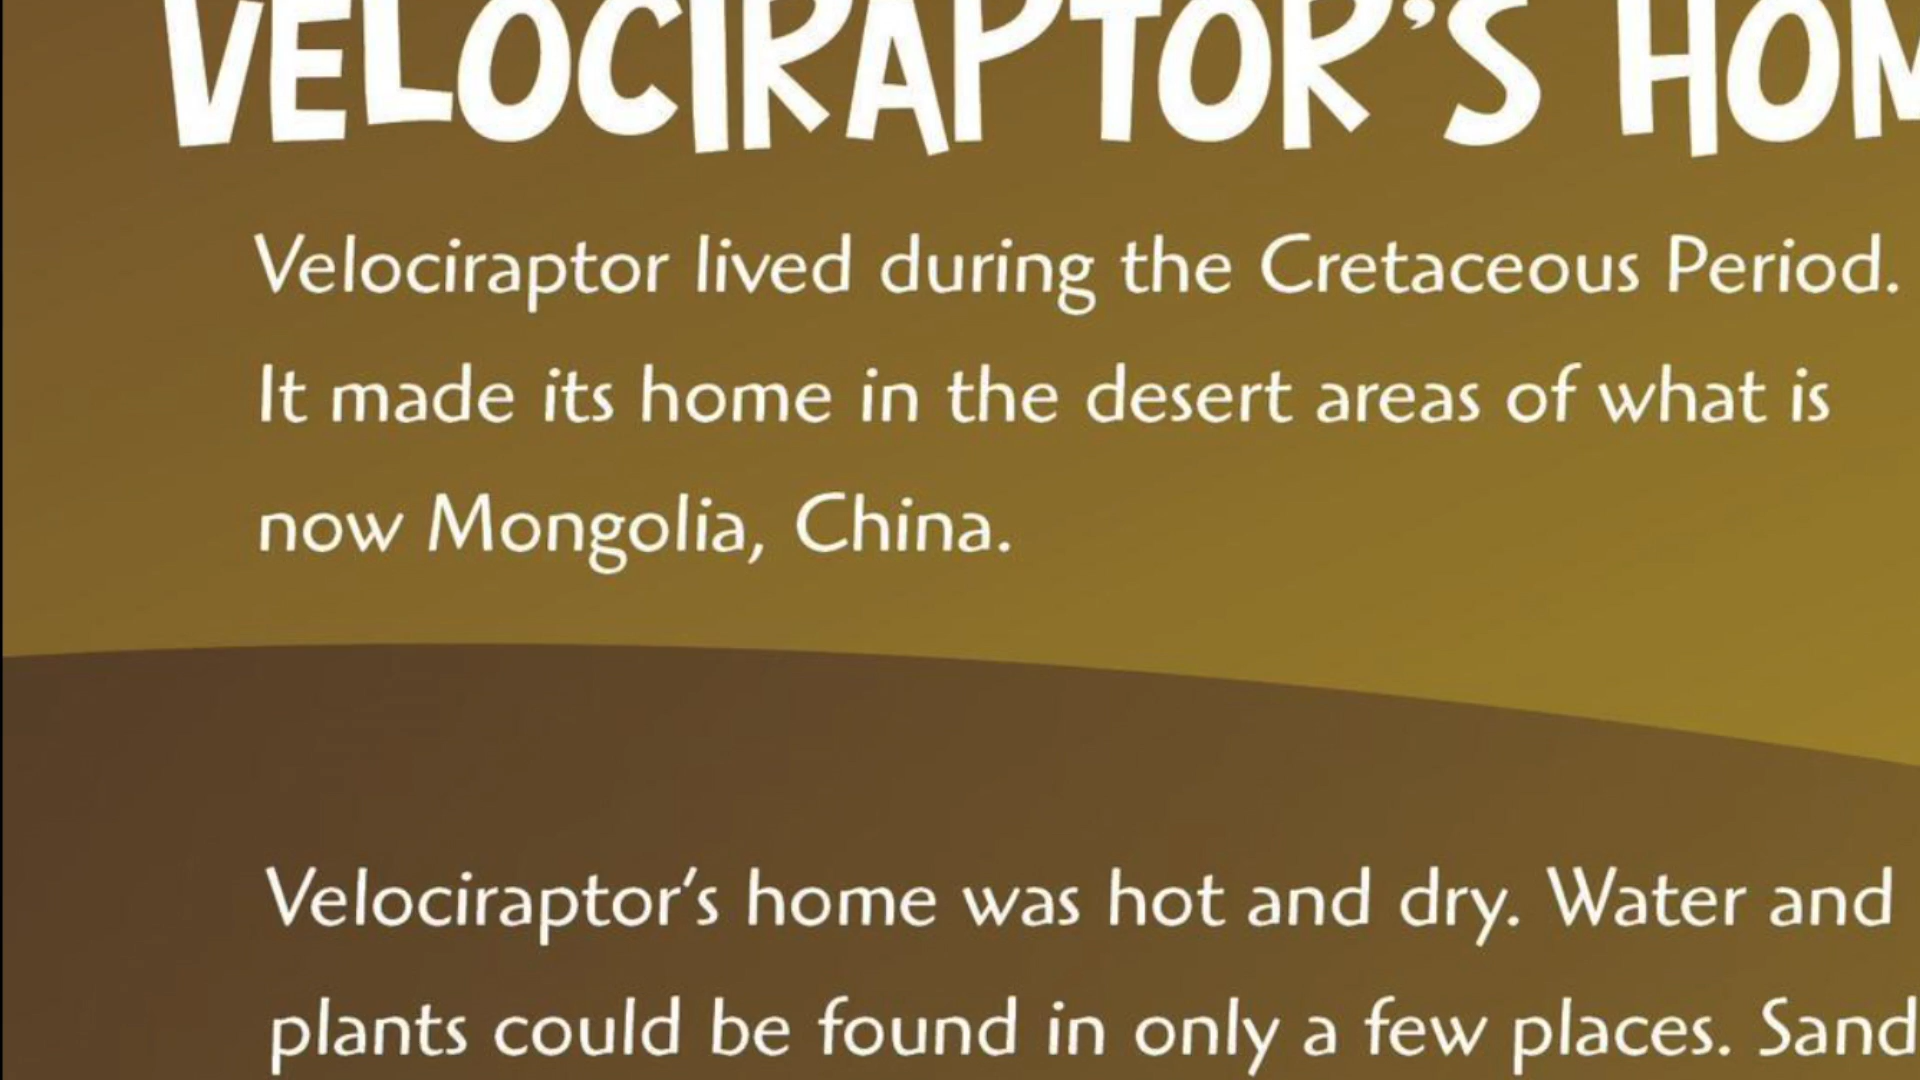 VELOCIRAPTOR'S HOM
Velociraptor lived during the Cretaceous Period.
It made its home in the desert areas of what is
now Mongolia, China.
Velociraptor's home was hot and dry. Water and
plants could be found in only a few places. Sand